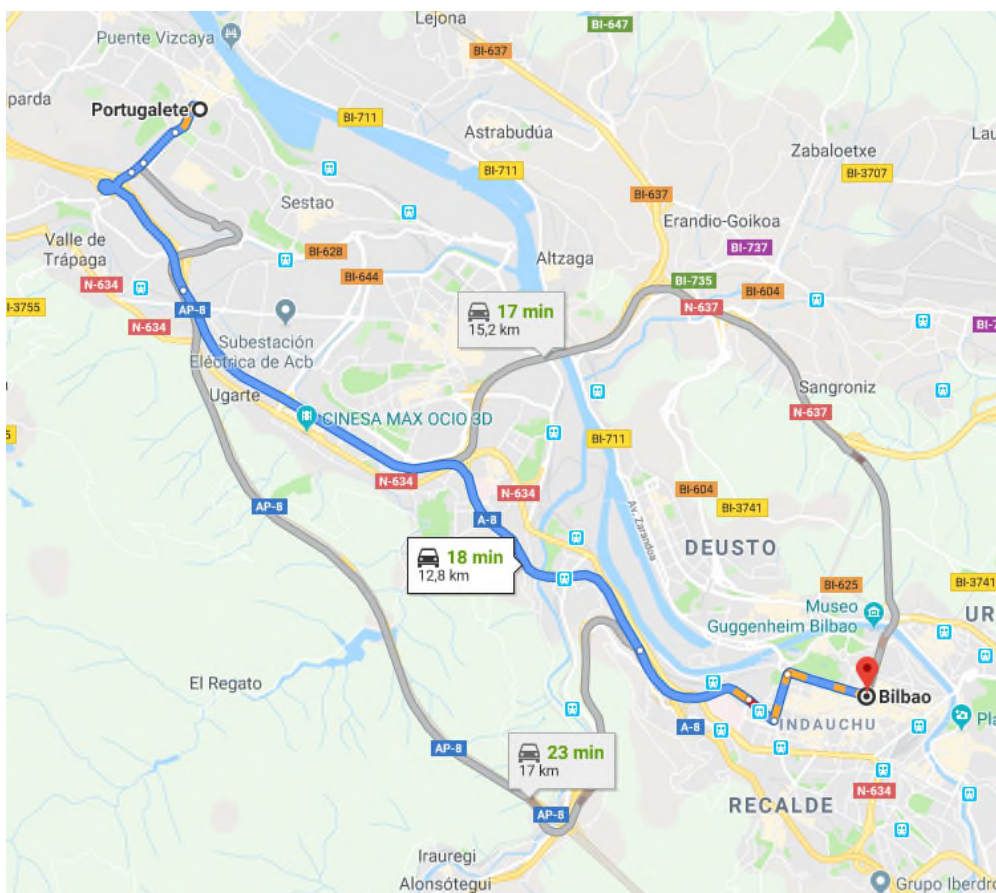 Lejona
BI-647
Puente Vizcaya
BI-637
parda
Portugalete
BI-711
Astrabudúa
Zabaloetxe
BI-711
BI-3707
BI-637
Sestao
Erandio-Goikoa
Valle de
Trápaga
BI-628
BI-737
BI-644
Altzaga
BI-735
BI-604
N-634
N-637
AP-8
N-634
17 min
15,2 km
Subestación
Eléctrica de Acb
Ugarte
Sangroniz
CINESA MAX OCIO 3D
N-637
BI-711
N-634
N-634
BI-604
AP-8
A-8
Av. Zarandoa
BI-3741
DEUSTO
18 min
12,8 km
BI-625
BI-3741
Museo
Guggenheim Bilbao
UR
El Regato
Bilbao
INDAUCHU
Pla
A-8
AP-8
23 min
17 km
N-634
RECALDE
AP-8
Irauregi
Alonsótegui
Grupo Iberdro